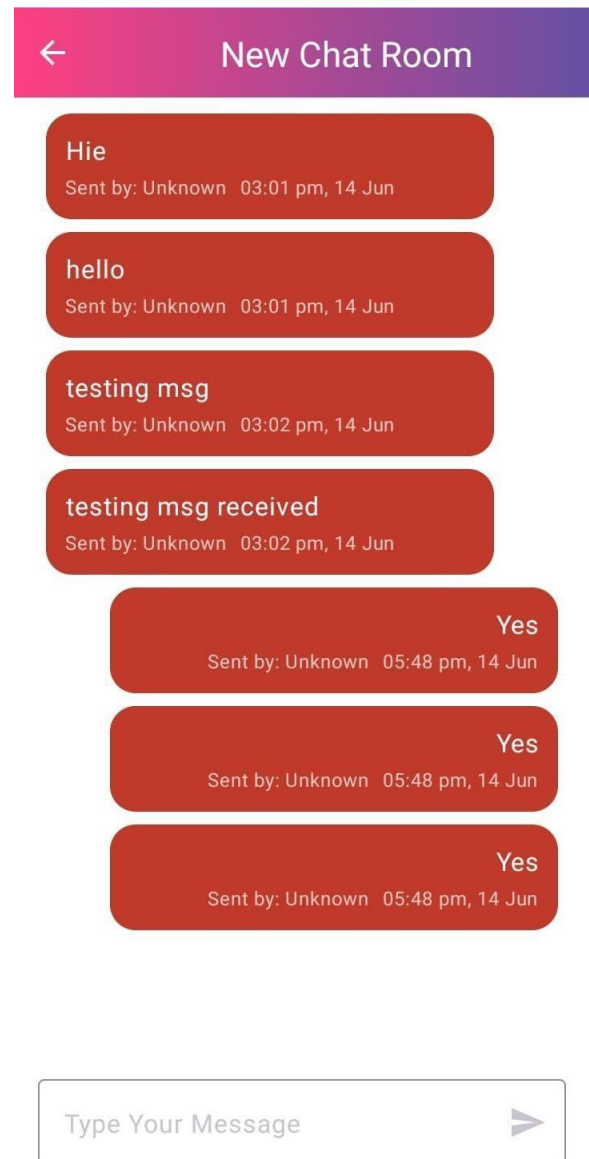 New Chat Room
Hie
Sent by: Unknown 03:01 pm, 14 Jun
hello
Sent by: Unknown 03:01 pm, 14 Jun
testing msg
Sent by: Unknown 03:02 pm, 14 Jun
testing msg received
Sent by: Unknown 03:02 pm, 14 Jun
Yes
Sent by: Unknown 05:48 pm, 14 Jun
Yes
Sent by: Unknown 05:48 pm, 14 Jun
Yes
Sent by: Unknown 05:48 pm, 14 Jun
Type Your Message